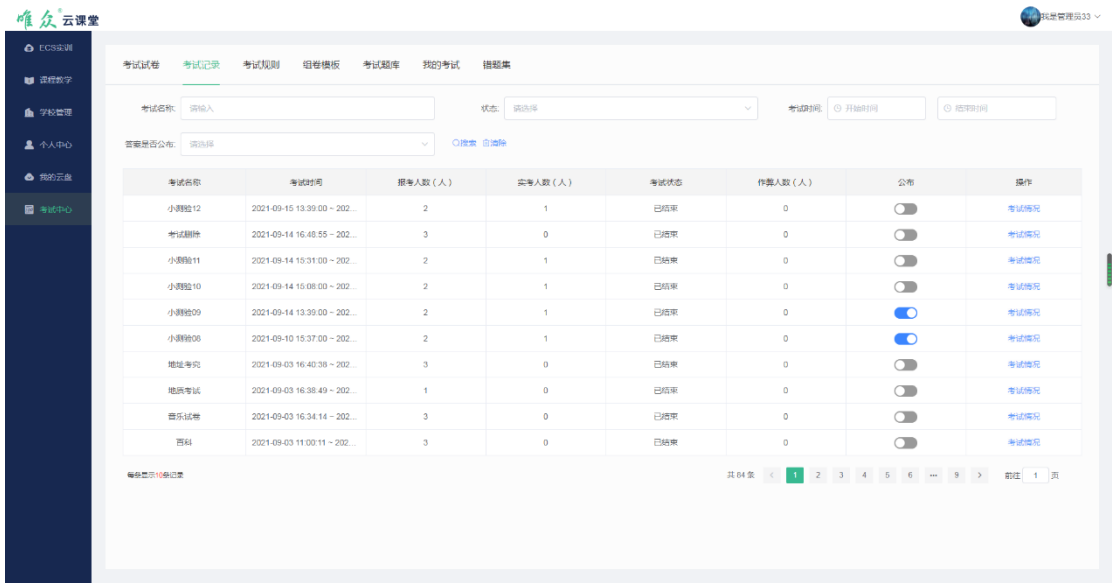 唯众®云课堂
我是管理员33
ECS实训
课程教学
学校管理
个人中心
我的云盘
考试中心
考试试卷 考试记录 考试规则 组卷模板 考试题库 我的考试 错题集
考试名称: 请输入 状态: 请选择 考试时间: 开始时间 结束时间
答案是否公布: 请选择 搜索 清除
考试名称 考试时间 报考人数（人） 实考人数（人） 考试状态 作弊人数（人） 公布 操作
小测验12 2021-09-15 13:39:00 ~ 202... 2 1 已结束 0 考试情况
考试删除 2021-09-14 16:48:55 ~ 202... 3 0 已结束 0 考试情况
小测验11 2021-09-14 15:31:00 ~ 202... 2 1 已结束 0 考试情况
小测验10 2021-09-14 15:08:00 ~ 202... 2 1 已结束 0 考试情况
小测验09 2021-09-14 13:39:00 ~ 202... 2 1 已结束 0 考试情况
小测验08 2021-09-10 15:37:00 ~ 202... 2 1 已结束 0 考试情况
地址考究 2021-09-03 16:40:38 ~ 202... 3 0 已结束 0 考试情况
地质考试 2021-09-03 16:38:49 ~ 202... 1 0 已结束 0 考试情况
音乐试卷 2021-09-03 16:34:14 ~ 202... 3 0 已结束 0 考试情况
百科 2021-09-03 11:00:11 ~ 202... 3 0 已结束 0 考试情况
每条显示10条记录 共 84 条 < 1 2 3 4 5 6 ... 9 > 前往 1 页